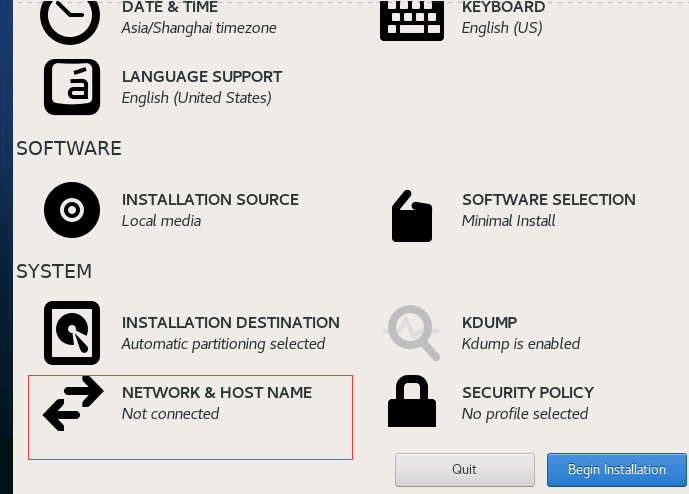 DATE & TIME
Asia/Shanghai timezone
KEYBOARD
English (US)
á
LANGUAGE SUPPORT
English (United States)
SOFTWARE
INSTALLATION SOURCE
Local media
SOFTWARE SELECTION
Minimal Install
SYSTEM
INSTALLATION DESTINATION
Automatic partitioning selected
KDUMP
Kdump is enabled
NETWORK & HOST NAME
Not connected
SECURITY POLICY
No profile selected
Quit
Begin Installation